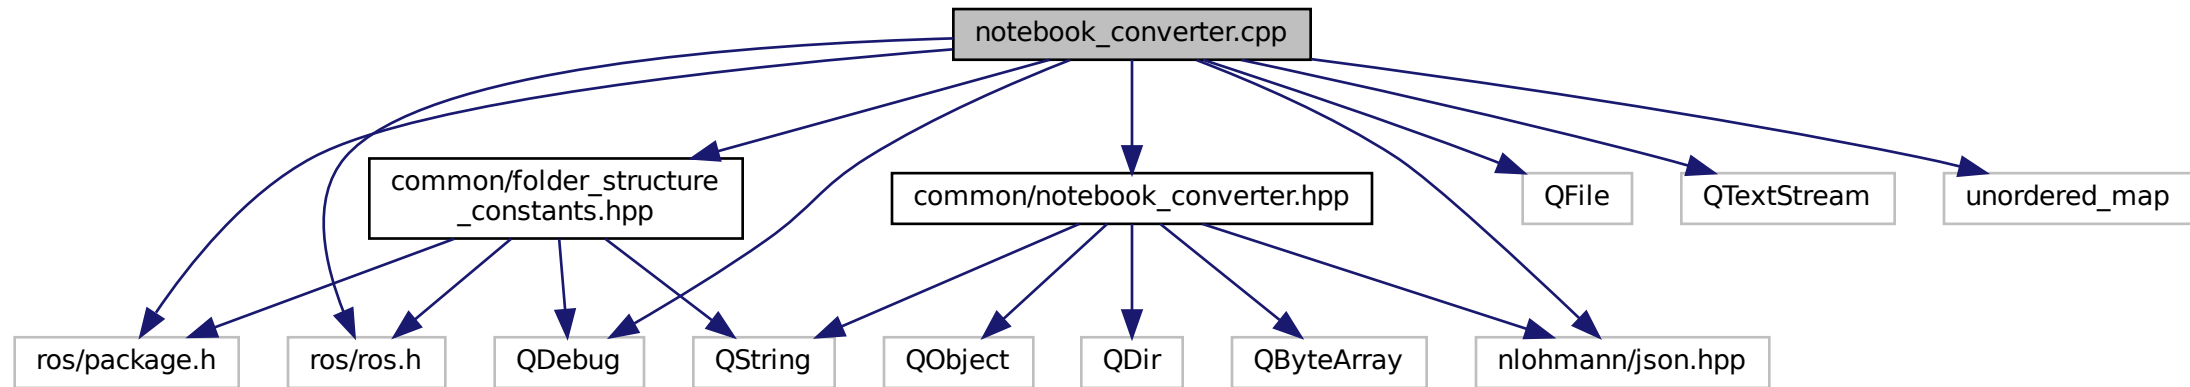 notebook_converter.cpp
common/folder_structure
_constants.hpp
common/notebook_converter.hpp
QFile
QTextStream
unordered_map
ros/package.h
ros/ros.h
QDebug
QString
QObject
QDir
QByteArray
nlohmann/json.hpp